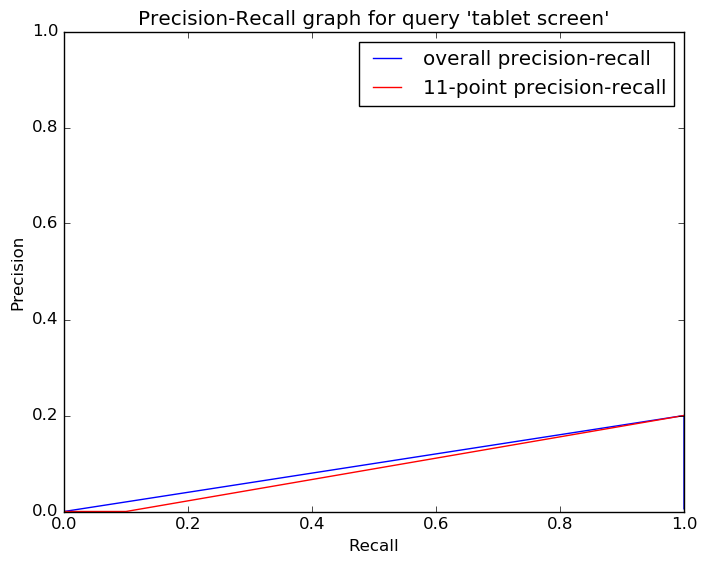 Precision-Recall graph for query 'tablet screen'
overall precision-recall
11-point precision-recall
1.0
0.8
0.6
0.4
0.2
0.0
Precision
0.0 0.2 0.4 0.6 0.8 1.0
Recall